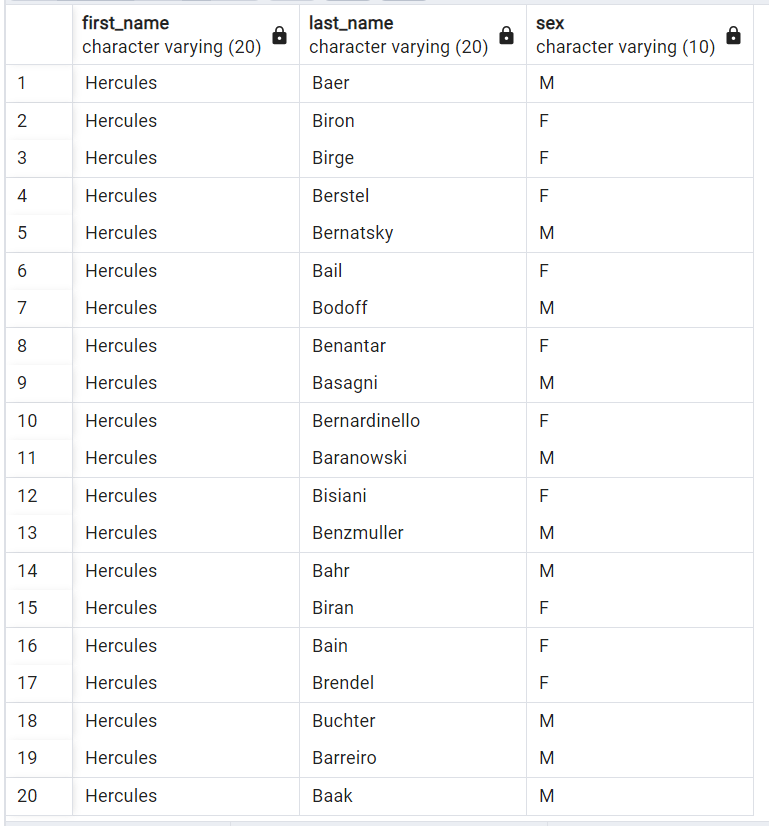 first_name last_name sex
character varying (20) character varying (20) character varying (10)
1 Hercules Baer M
2 Hercules Biron F
3 Hercules Birge F
4 Hercules Berstel F
5 Hercules Bernatsky M
6 Hercules Bail F
7 Hercules Bodoff M
8 Hercules Benantar F
9 Hercules Basagni M
10 Hercules Bernardinello F
11 Hercules Baranowski M
12 Hercules Bisiani F
13 Hercules Benzmuller M
14 Hercules Bahr M
15 Hercules Biran F
16 Hercules Bain F
17 Hercules Brendel F
18 Hercules Buchter M
19 Hercules Barreiro M
20 Hercules Baak M